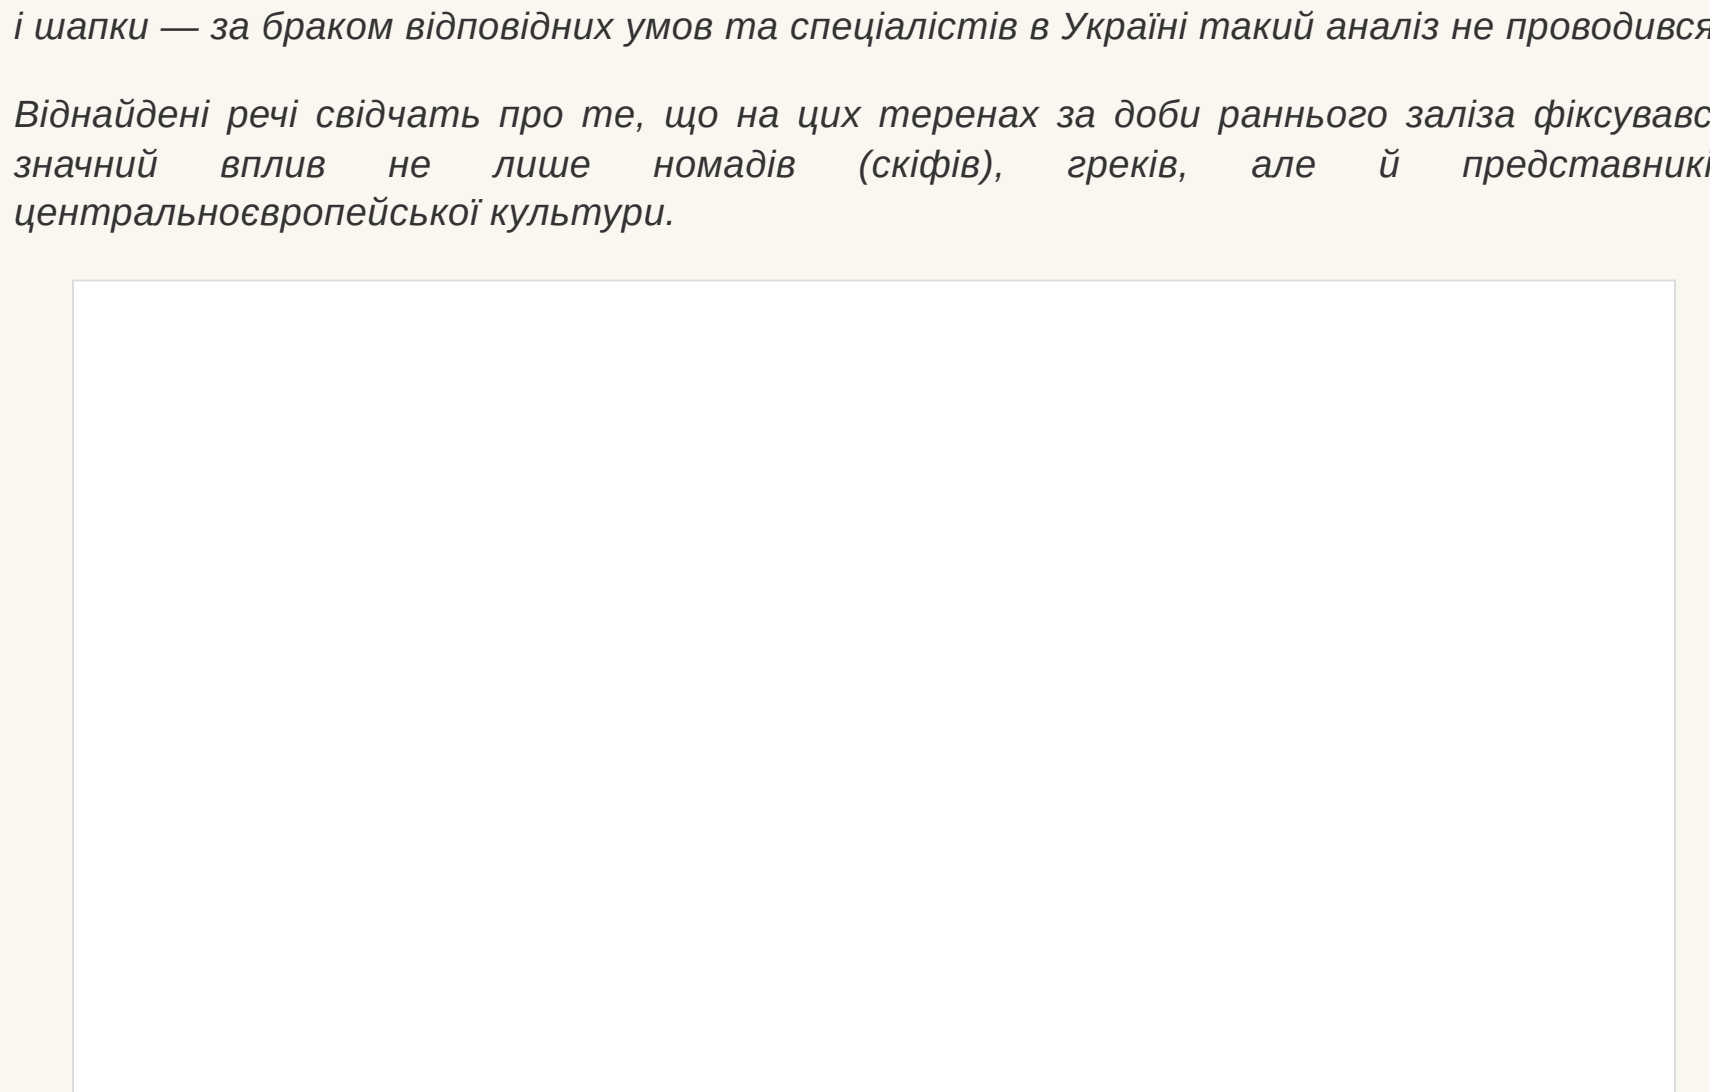 і шапки — за браком відповідних умов та спеціалістів в Україні такий аналіз не проводився
Віднайдені речі свідчать про те, що на цих теренах за доби раннього заліза фіксувавс
значний вплив не лише номадів (скіфів), греків, але й представникі
центральноєвропейської культури.